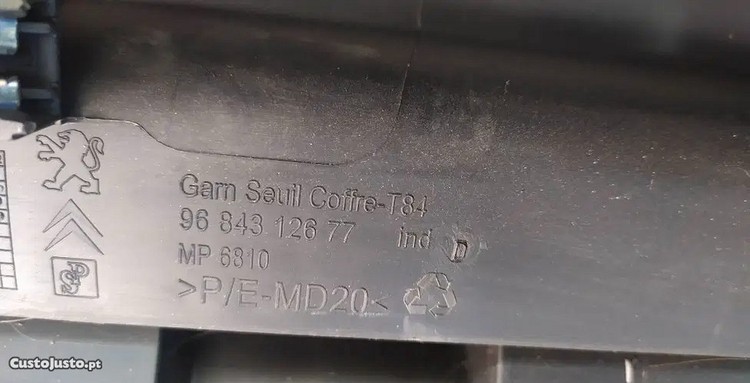 Garn Seuil Coffre-T84
96 843 126 77 ind D
MP 6810
>P/E-MD20<
CustoJusto.pt